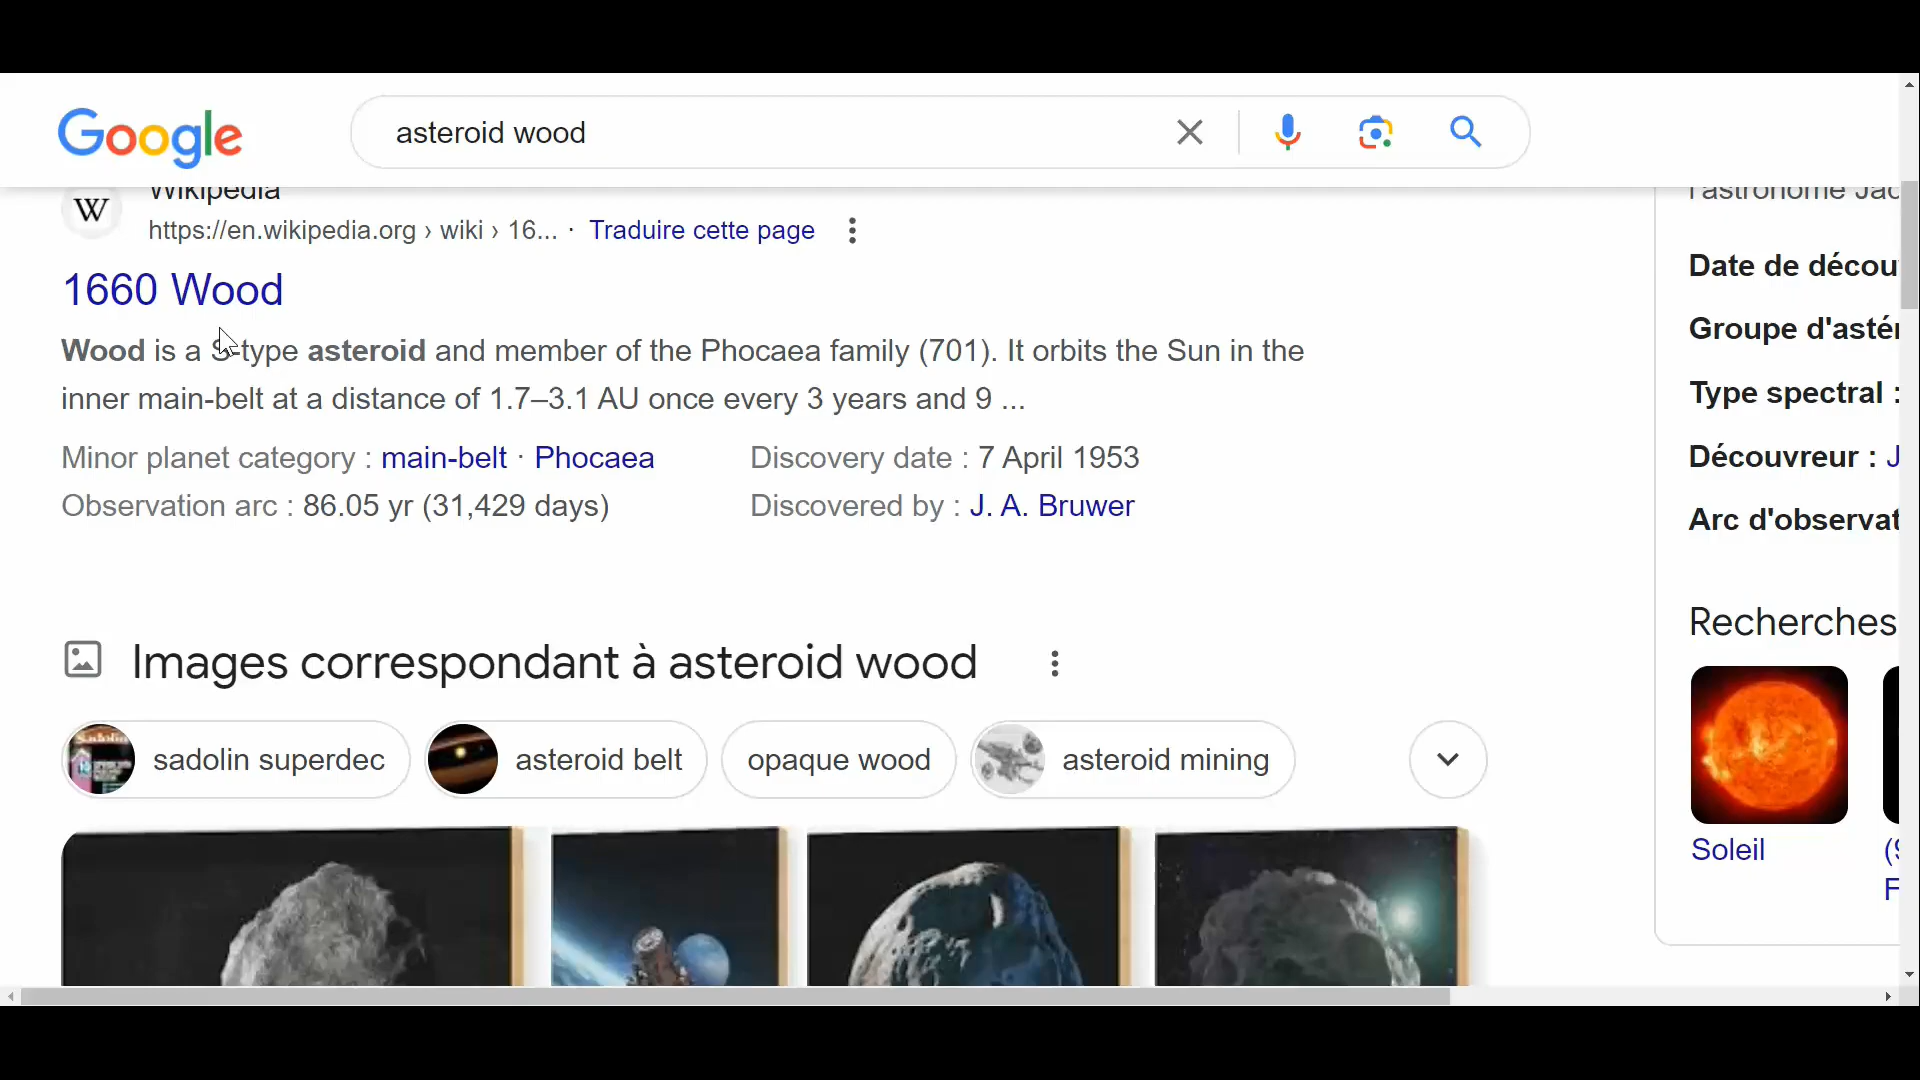 Google
asteroid wood
Wikipedia
W
https://en.wikipedia.org › wiki › 16... · Traduire cette page
1660 Wood
Wood is a S-type asteroid and member of the Phocaea family (701). It orbits the Sun in the
inner main-belt at a distance of 1.7–3.1 AU once every 3 years and 9 ...
Minor planet category : main-belt · Phocaea
Discovery date : 7 April 1953
Observation arc : 86.05 yr (31,429 days)
Discovered by : J. A. Bruwer
Images correspondant à asteroid wood
sadolin superdec
asteroid belt
opaque wood
asteroid mining
l'astronome Jac
Date de décou
Groupe d'astér
Type spectral :
Découvreur : J
Arc d'observat
Recherches
Soleil